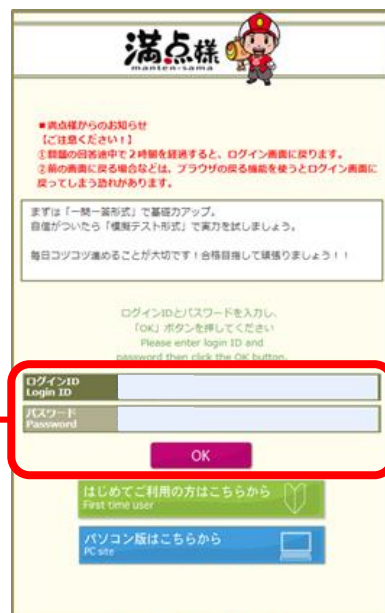 満点様
manten-sama
■満点様からのお知らせ
【ご注意ください！】
①問題の回答途中で２時間を経過すると、ログイン画面に戻ります。
②前の画面に戻る場合などは、ブラウザの戻る機能を使うとログイン画面に
戻ってしまう恐れがあります。
まずは「一問一答形式」で基礎力アップ。
自信がついたら「模擬テスト形式」で実力を試しましょう。
毎日コツコツ進めることが大切です！合格目指して頑張りましょう！！
ログインIDとパスワードを入力し、
「OK」ボタンを押してください
Please enter login ID and
password then click the OK button.
ログインID
Login ID
パスワード
Password
OK
はじめてご利用の方はこちらから
First time user
パソコン版はこちらから
PC site